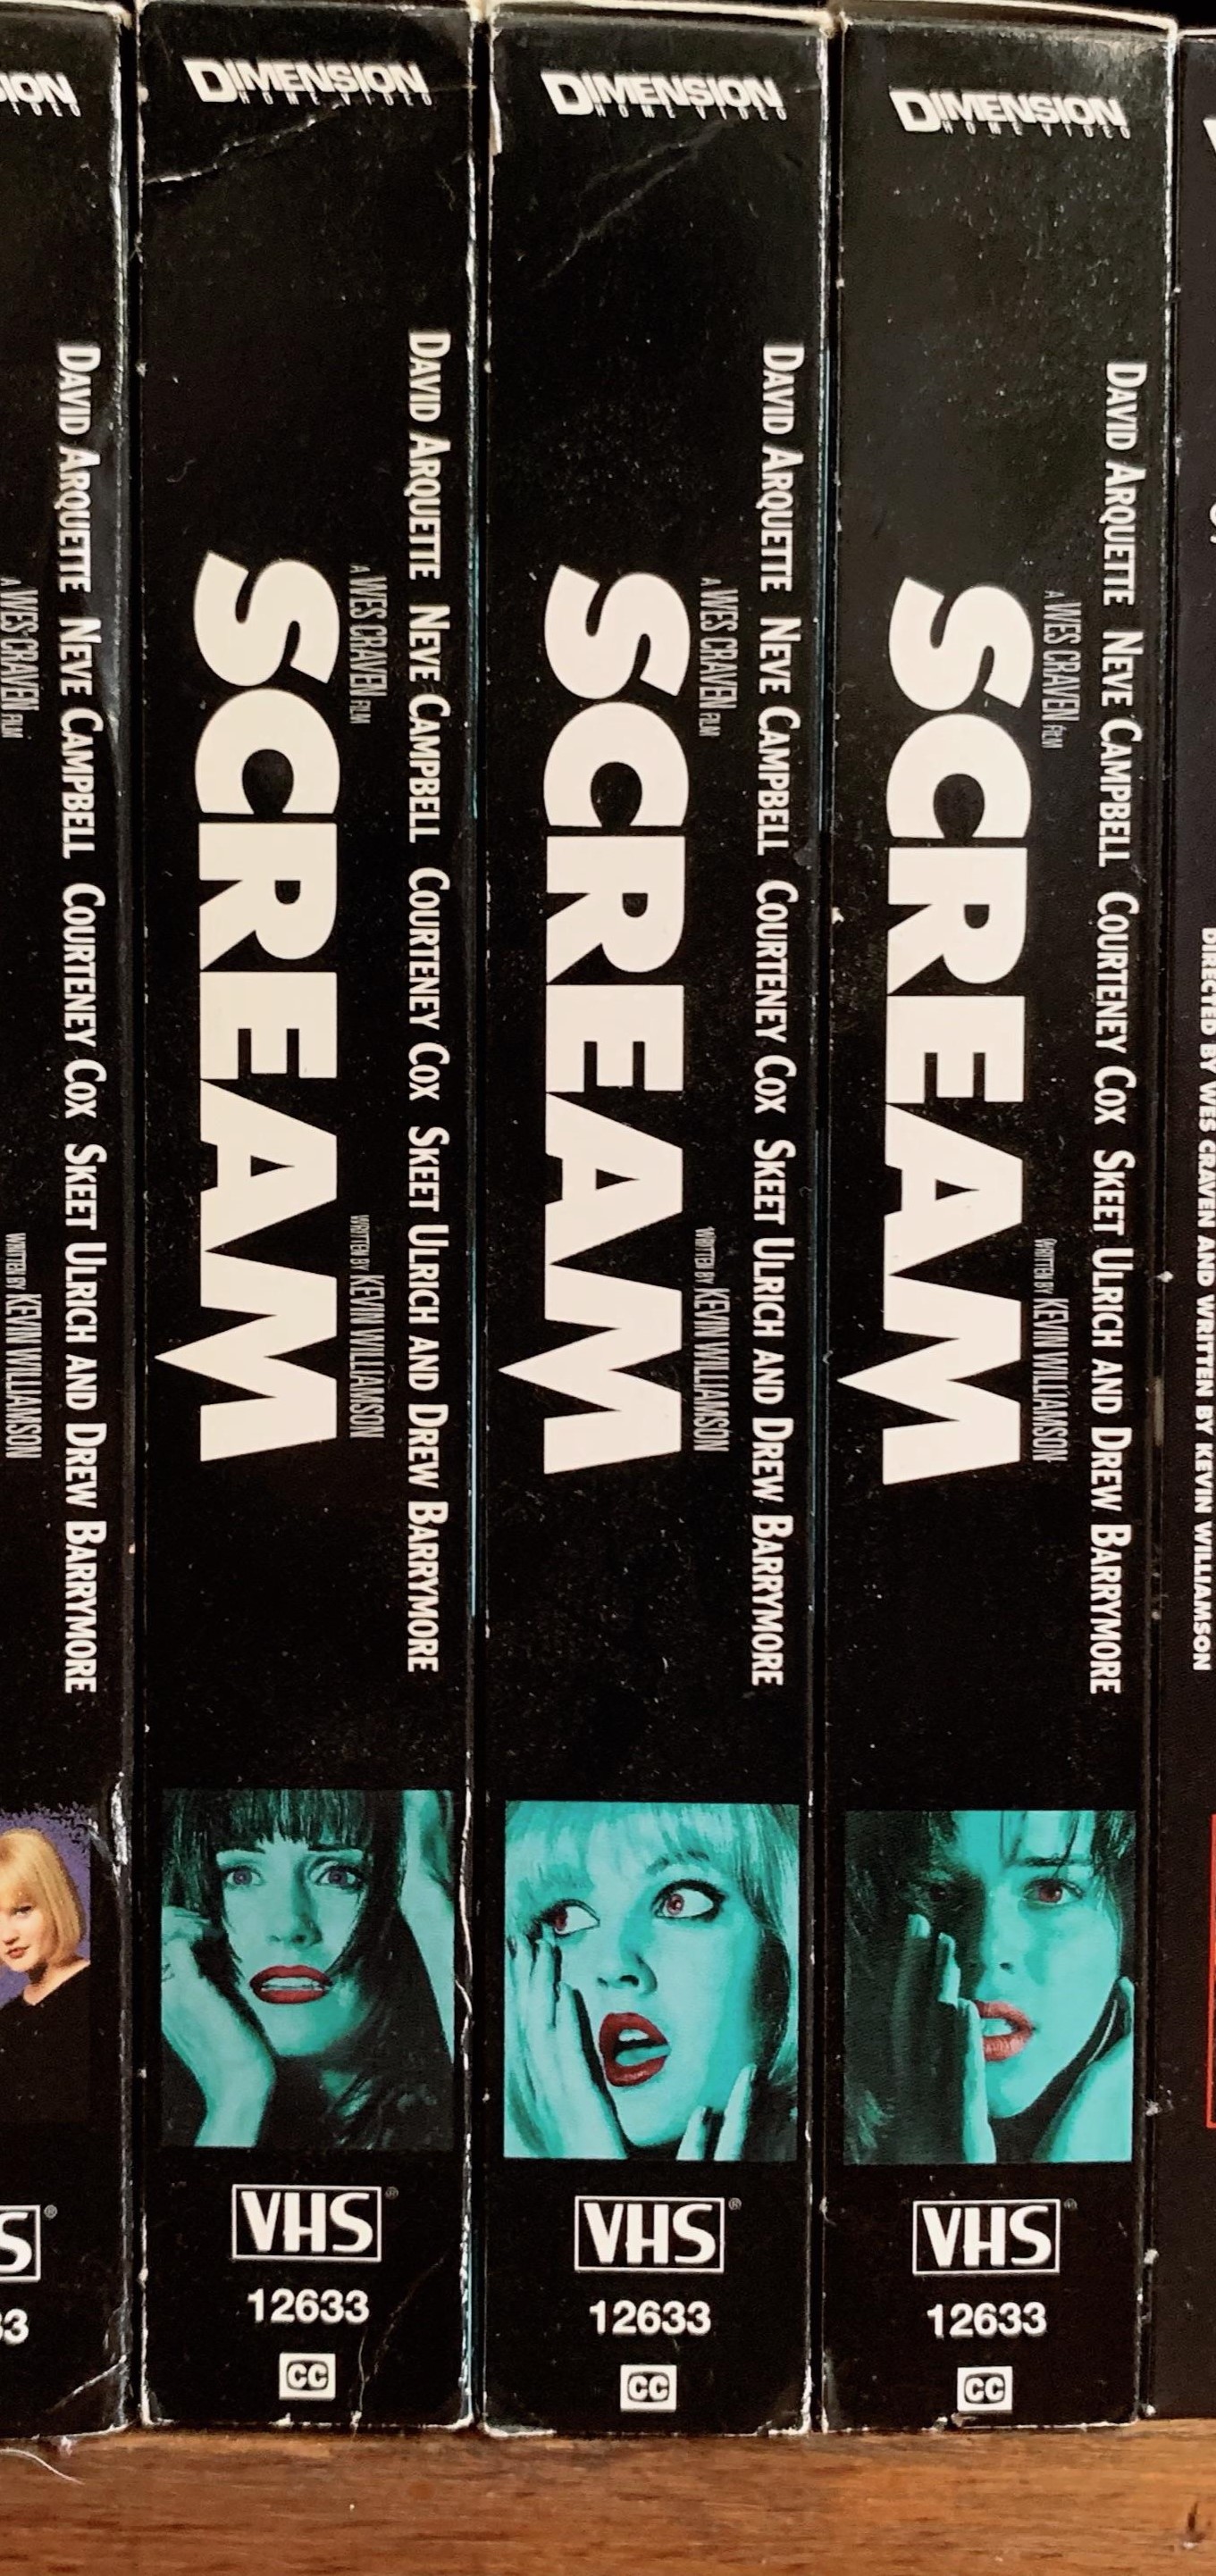 DIMENSION
HOME VIDEO
DAVID ARQUETTE NEVE CAMPBELL COURTENEY COX SKEET ULRICH AND DREW BARRYMORE
A WES CRAVEN FILM
WRITTEN BY KEVIN WILLIAMSON
DIMENSION
HOME VIDEO
DAVID ARQUETTE NEVE CAMPBELL COURTENEY COX SKEET ULRICH AND DREW BARRYMORE
A WES CRAVEN FILM
WRITTEN BY KEVIN WILLIAMSON
SCREAM
VHS®
12633
CC
DIMENSION
HOME VIDEO
DAVID ARQUETTE NEVE CAMPBELL COURTENEY COX SKEET ULRICH AND DREW BARRYMORE
A WES CRAVEN FILM
WRITTEN BY KEVIN WILLIAMSON
SCREAM
VHS®
12633
CC
DIMENSION
HOME VIDEO
DAVID ARQUETTE NEVE CAMPBELL COURTENEY COX SKEET ULRICH AND DREW BARRYMORE
A WES CRAVEN FILM
WRITTEN BY KEVIN WILLIAMSON
SCREAM
VHS®
12633
CC
DIRECTED BY WES CRAVEN AND WRITTEN BY KEVIN WILLIAMSON